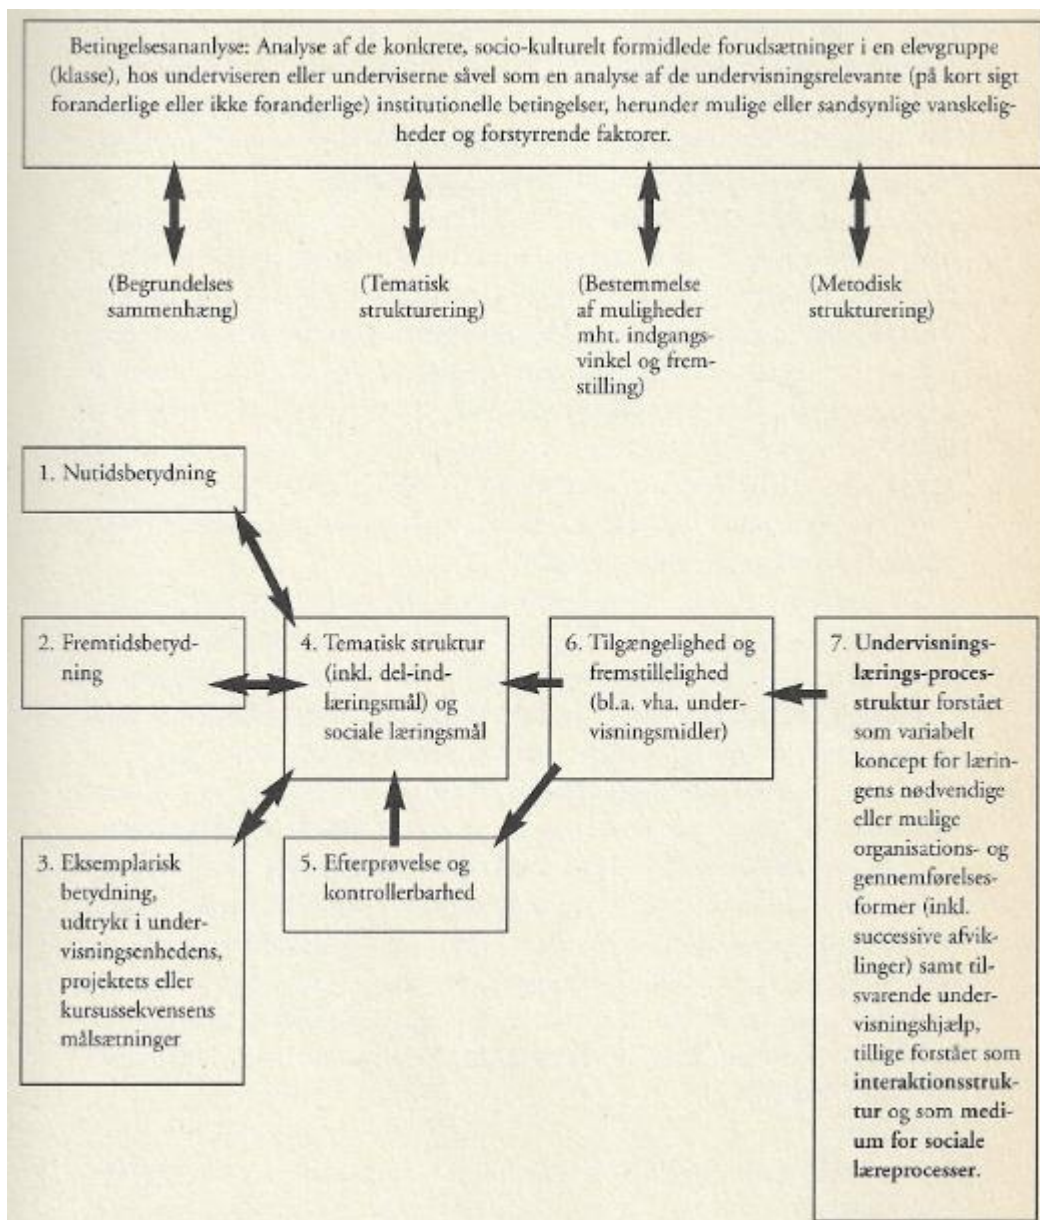 Betingelsesananlyse: Analyse af de konkrete, socio-kulturelt formidlede forudsætninger i en elevgruppe
(klasse), hos underviseren eller underviserne såvel som en analyse af de undervisningsrelevante (på kort sigt
foranderlige eller ikke foranderlige) institutionelle betingelser, herunder mulige eller sandsynlige vanskelig-
heder og forstyrrende faktorer.
(Begrundelses
sammenhæng)
(Tematisk
strukturering)
(Bestemmelse
af muligheder
mht. indgangs-
vinkel og frem-
stilling)
(Metodisk
strukturering)
1. Nutidsbetydning
2. Fremtidsbetyd-
ning
3. Eksemplarisk
betydning,
udtrykt i under-
visningsenhedens,
projektets eller
kursussekvensens
målsætninger
4. Tematisk struktur
(inkl. del-ind-
læringsmål) og
sociale læringsmål
5. Efterprøvelse og
kontrollerbarhed
6. Tilgængelighed og
fremstillelighed
(bl.a. vha. under-
visningsmidler)
7. Undervisnings-
lærings-proces-
struktur forstået
som variabelt
koncept for lærin-
gens nødvendige
eller mulige
organisations- og
gennemførelses-
former (inkl.
successive afvik-
linger) samt til-
svarende under-
visningshjælp,
tillige forstået som
interaktionsstruk-
tur og som medi-
um for sociale
læreprocesser.